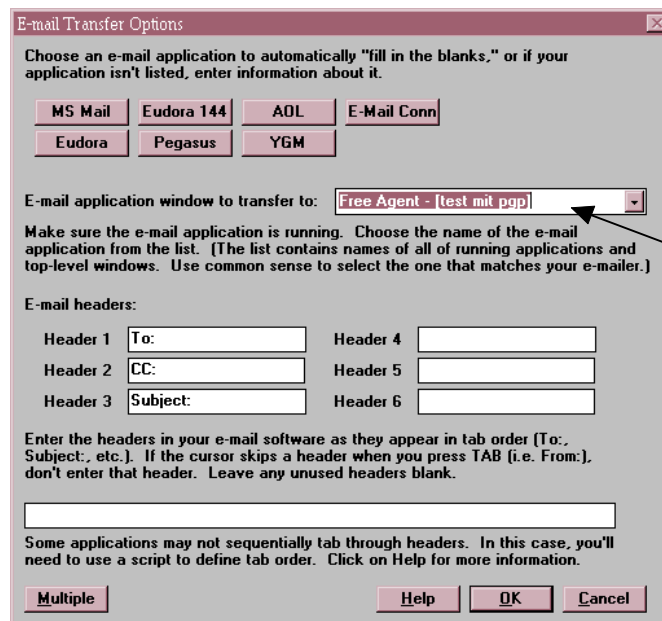 E-mail Transfer Options
Choose an e-mail application to automatically "fill in the blanks," or if your
application isn't listed, enter information about it.
MS Mail Eudora 144 AOL E-Mail Conn
Eudora Pegasus YGM
E-mail application window to transfer to: Free Agent - [test mit pgp]
Make sure the e-mail application is running. Choose the name of the e-mail
application from the list. (The list contains names of all of running applications and
top-level windows. Use common sense to select the one that matches your e-mailer.)
E-mail headers:
Header 1 To: Header 4
Header 2 CC: Header 5
Header 3 Subject: Header 6
Enter the headers in your e-mail software as they appear in tab order (To:,
Subject:, etc.). If the cursor skips a header when you press TAB (i.e. From:),
don't enter that header. Leave any unused headers blank.
Some applications may not sequentially tab through headers. In this case, you'll
need to use a script to define tab order. Click on Help for more information.
Multiple Help OK Cancel